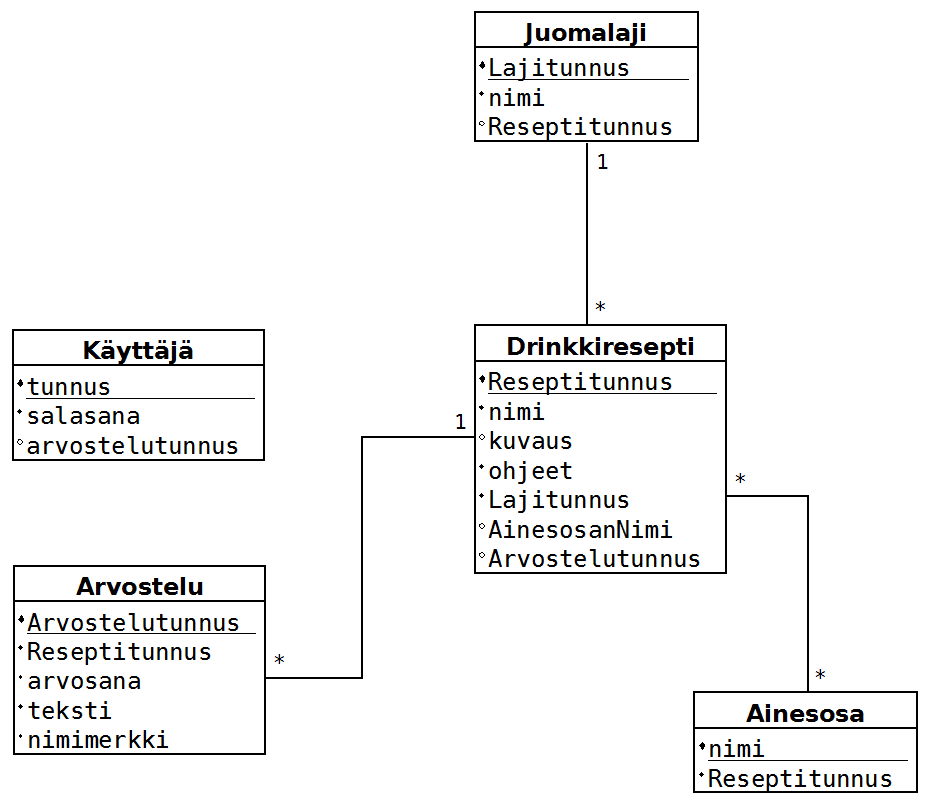 Juomalaji
Lajitunnus
nimi
Reseptitunnus
1
*
Käyttäjä
tunnus
salasana
arvostelutunnus
Drinkkiresepti
Reseptitunnus
nimi
kuvaus
ohjeet
Lajitunnus
AinesosanNimi
Arvostelutunnus
1
*
Arvostelu
Arvostelutunnus
Reseptitunnus
arvosana
teksti
nimimerkki
*
*
Ainesosa
nimi
Reseptitunnus